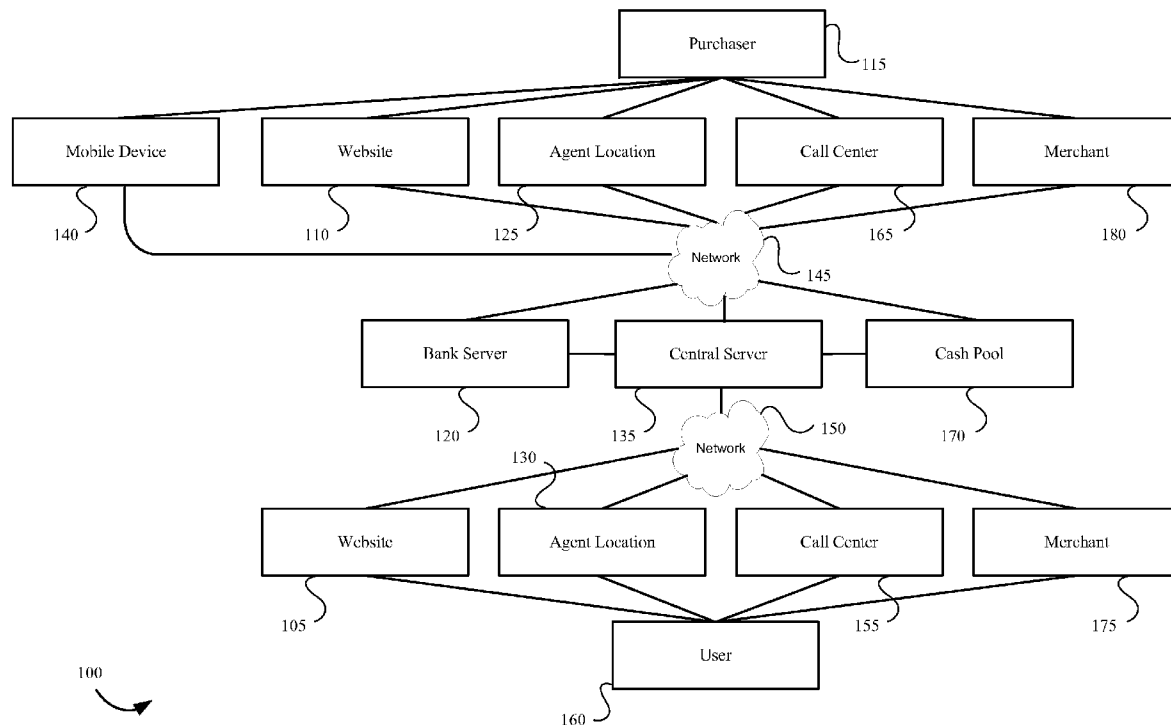 Purchaser
115
Mobile Device
Website
Agent Location
Call Center
Merchant
140
110
125
165
180
Network
145
Bank Server
Central Server
Cash Pool
120
135
150
170
130
Network
Website
Agent Location
Call Center
Merchant
105
155
175
User
100
160